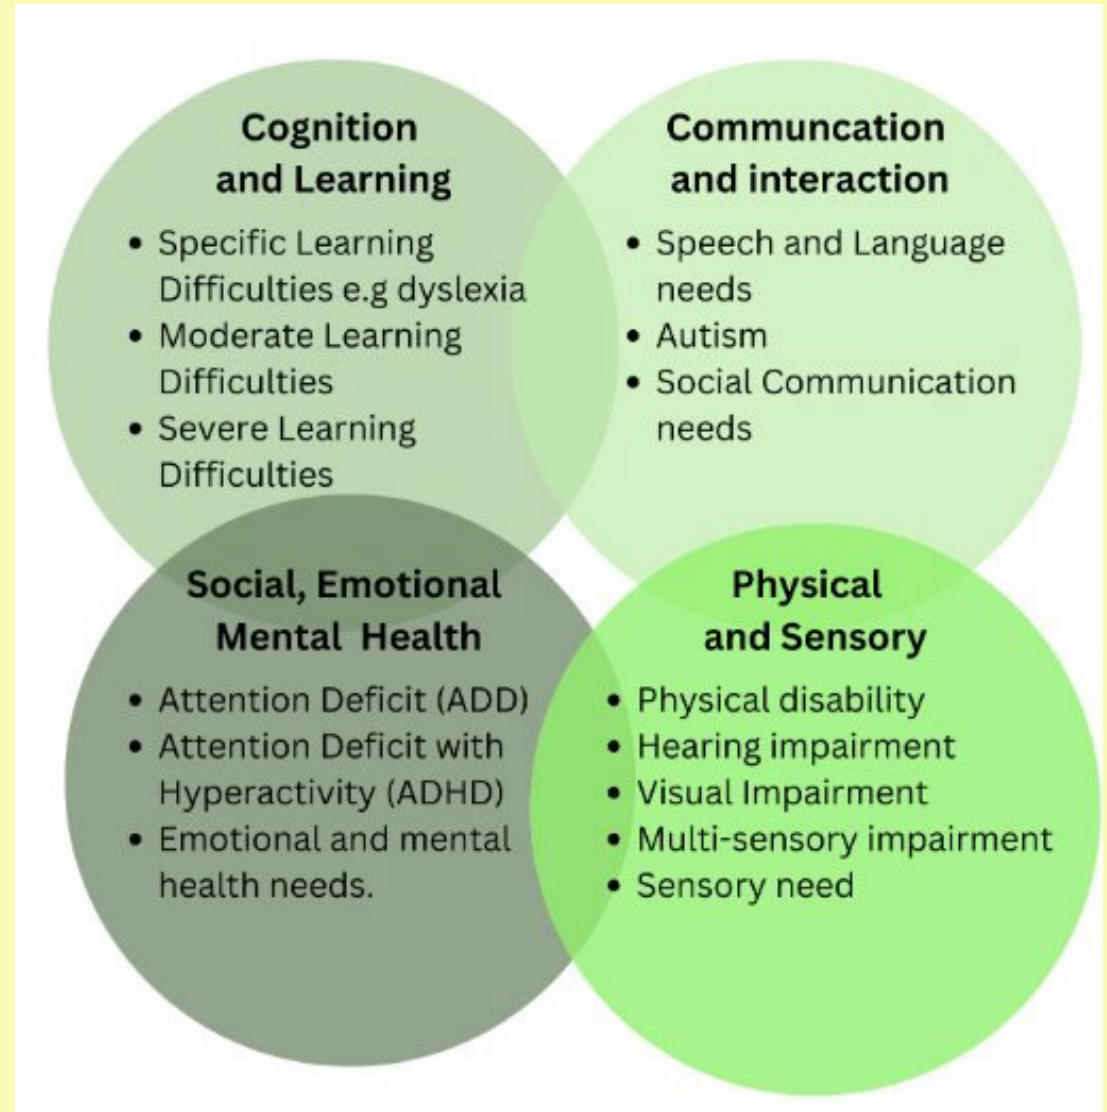 Cognition
and Learning
• Specific Learning
Difficulties e.g dyslexia
• Moderate Learning
Difficulties
• Severe Learning
Difficulties
Communcation
and interaction
• Speech and Language
needs
• Autism
• Social Communication
needs
Social, Emotional
Mental Health
• Attention Deficit (ADD)
• Attention Deficit with
Hyperactivity (ADHD)
• Emotional and mental
health needs.
Physical
and Sensory
• Physical disability
• Hearing impairment
• Visual Impairment
• Multi-sensory impairment
• Sensory need